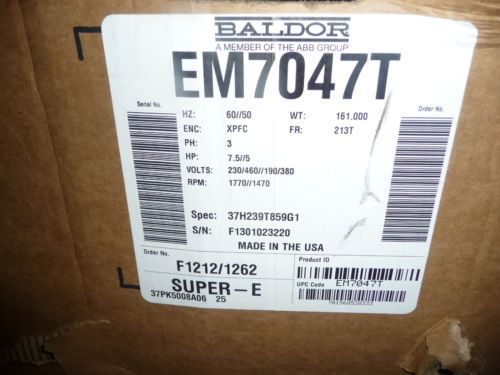 BALDOR
A MEMBER OF THE ABB GROUP
EM7047T
Serial No.
Order No.
HZ: 60//50 WT: 161.000
ENC: XPFC FR: 213T
PH: 3
HP: 7.5//5
VOLTS: 230/460//190/380
RPM: 1770//1470
Spec: 37H239T859G1
S/N: F1301023220
MADE IN THE USA
Order No.
F1212/1262
Product ID
SUPER-E
UPC Code EM7047T
37PK5008A06 25